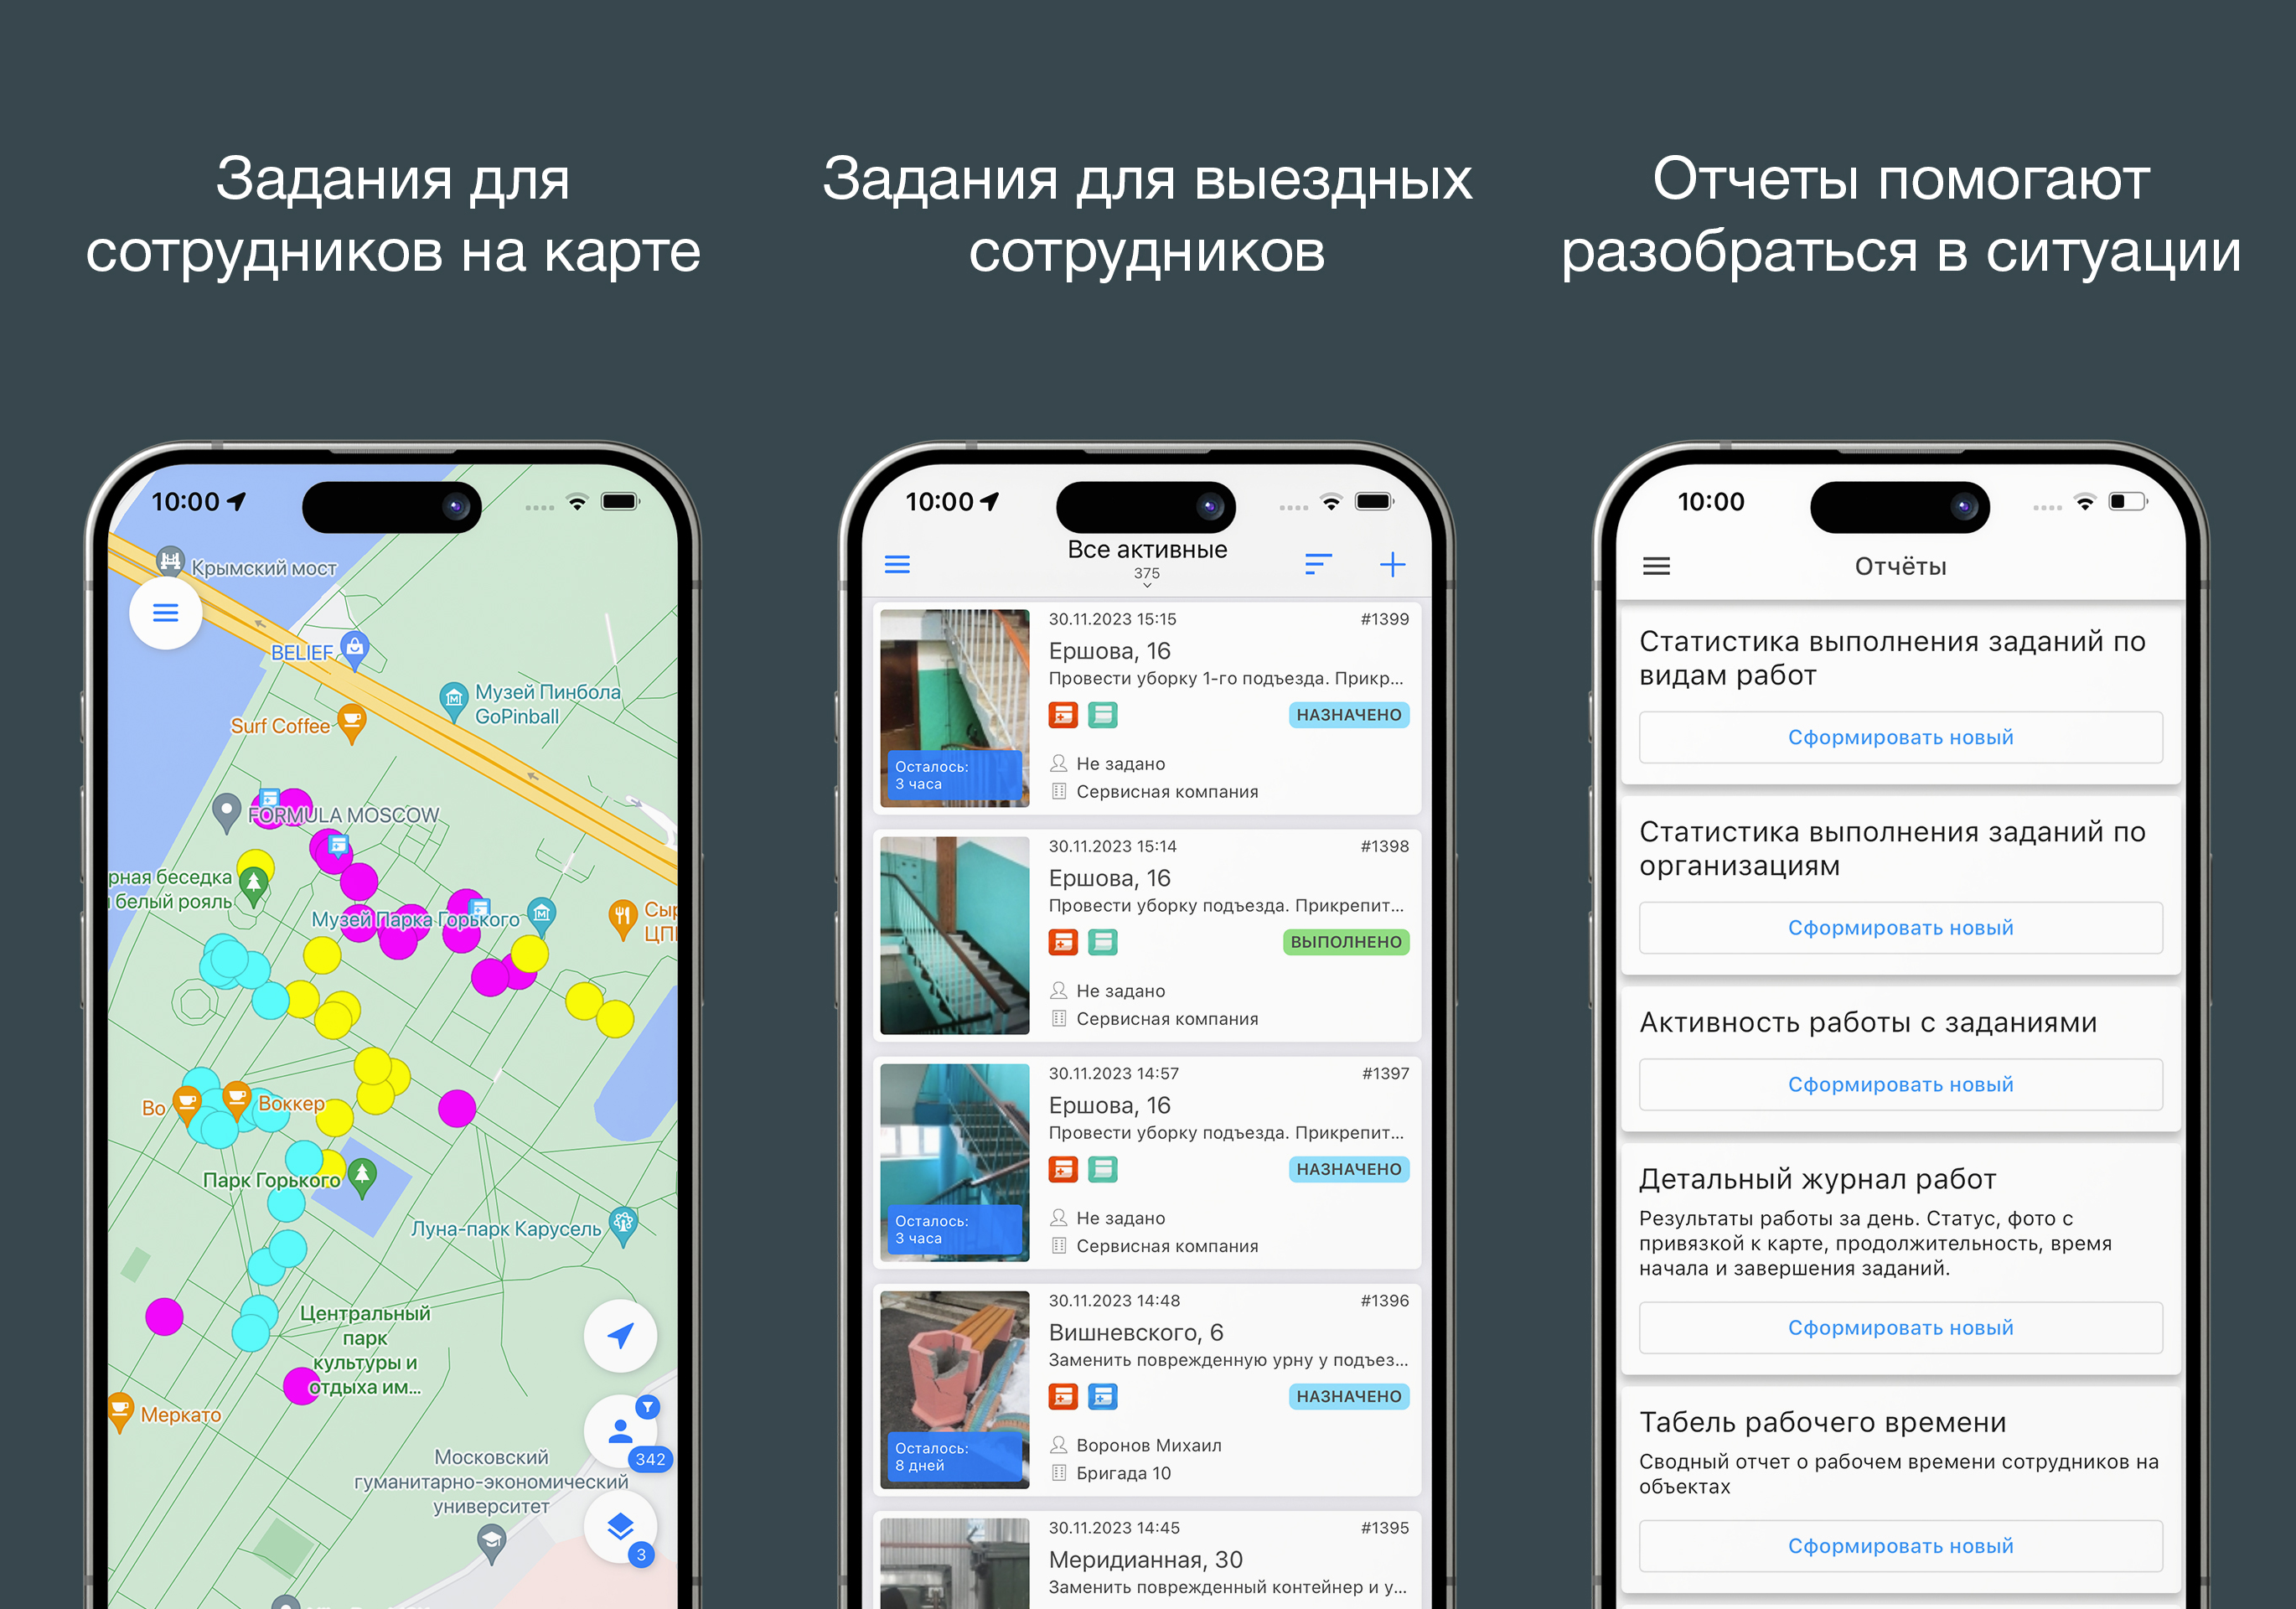 Задания для
сотрудников на карте
10:00
Крымский мост
BELIEF
Музей Пинбола
GoPinball
Surf Coffee
FORMULA MOSCOW
рная беседка
белый рояль
Музей Парка Горького
Сыр
ЦПК
Во
Воккер
Парк Горького
Луна-парк Карусель
Центральный
парк
культуры и
отдыха им...
Меркато
342
Московский
гуманитарно-экономический
университет
3
Задания для выездных
сотрудников
10:00
Все активные
375
30.11.2023 15:15 #1399
Ершова, 16
Провести уборку 1-го подъезда. Прикр...
НАЗНАЧЕНО
Осталось:
3 часа
Не задано
Сервисная компания
30.11.2023 15:14 #1398
Ершова, 16
Провести уборку подъезда. Прикрепит...
ВЫПОЛНЕНО
Не задано
Сервисная компания
30.11.2023 14:57 #1397
Ершова, 16
Провести уборку подъезда. Прикрепит...
НАЗНАЧЕНО
Осталось:
3 часа
Не задано
Сервисная компания
30.11.2023 14:48 #1396
Вишневского, 6
Заменить поврежденную урну у подъез...
НАЗНАЧЕНО
Осталось:
8 дней
Воронов Михаил
Бригада 10
30.11.2023 14:45 #1395
Меридианная, 30
Заменить поврежденный контейнер и у...
Отчеты помогают
разобраться в ситуации
10:00
Отчёты
Статистика выполнения заданий по
видам работ
Сформировать новый
Статистика выполнения заданий по
организациям
Сформировать новый
Активность работы с заданиями
Сформировать новый
Детальный журнал работ
Результаты работы за день. Статус, фото с
привязкой к карте, продолжительность, время
начала и завершения заданий.
Сформировать новый
Табель рабочего времени
Сводный отчет о рабочем времени сотрудников на
объектах
Сформировать новый